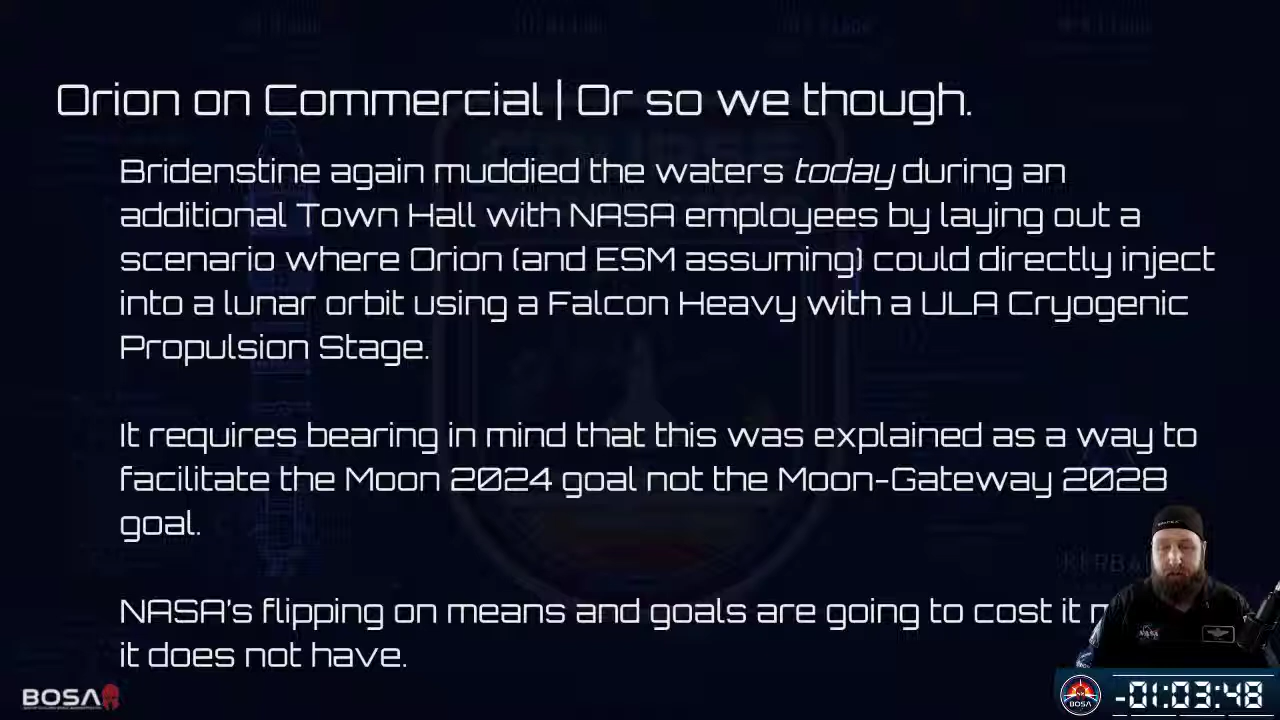 Orion on Commercial | Or so we though.
Bridenstine again muddied the waters today during an
additional Town Hall with NASA employees by laying out a
scenario where Orion (and ESM assuming) could directly inject
into a lunar orbit using a Falcon Heavy with a ULA Cryogenic
Propulsion Stage.
It requires bearing in mind that this was explained as a way to
facilitate the Moon 2024 goal not the Moon-Gateway 2028
goal.
NASA's flipping on means and goals are going to cost it
it does not have.
NASA
BOSA
BOSA
-01:03:48